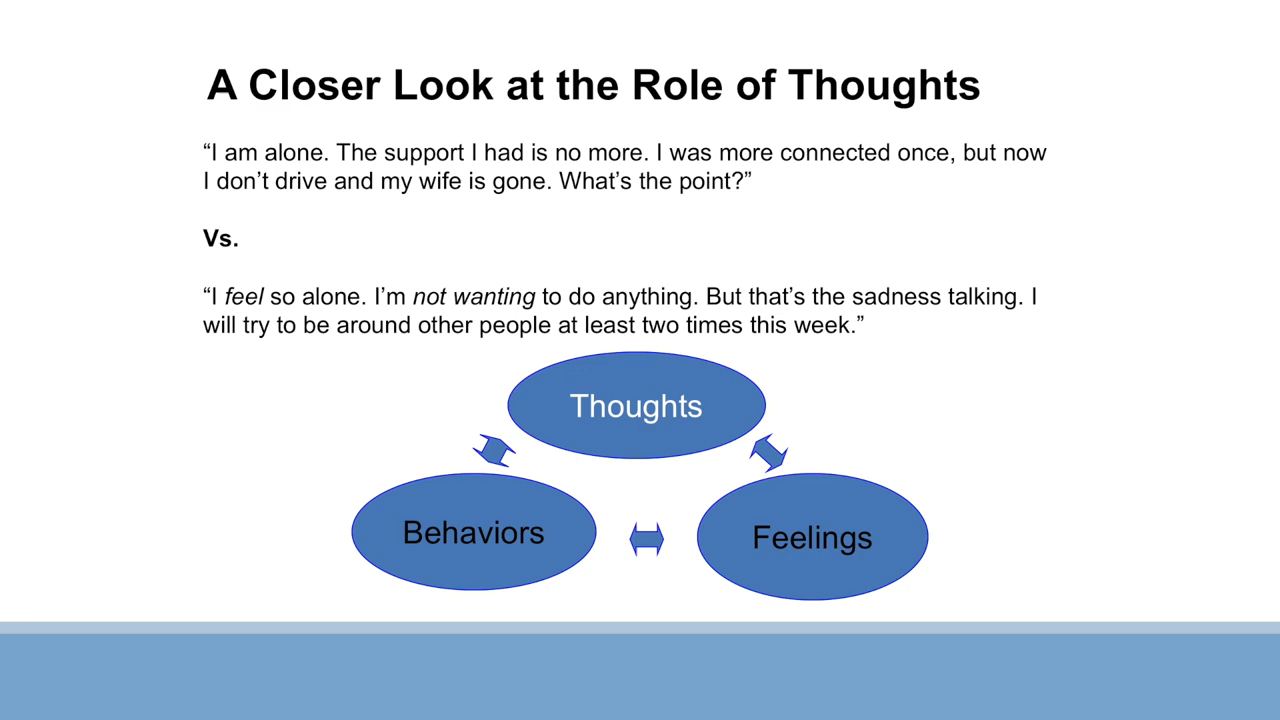 A Closer Look at the Role of Thoughts
“I am alone. The support I had is no more. I was more connected once, but now
I don’t drive and my wife is gone. What’s the point?”
Vs.
“I feel so alone. I’m not wanting to do anything. But that’s the sadness talking. I
will try to be around other people at least two times this week.”
Thoughts
Behaviors
Feelings